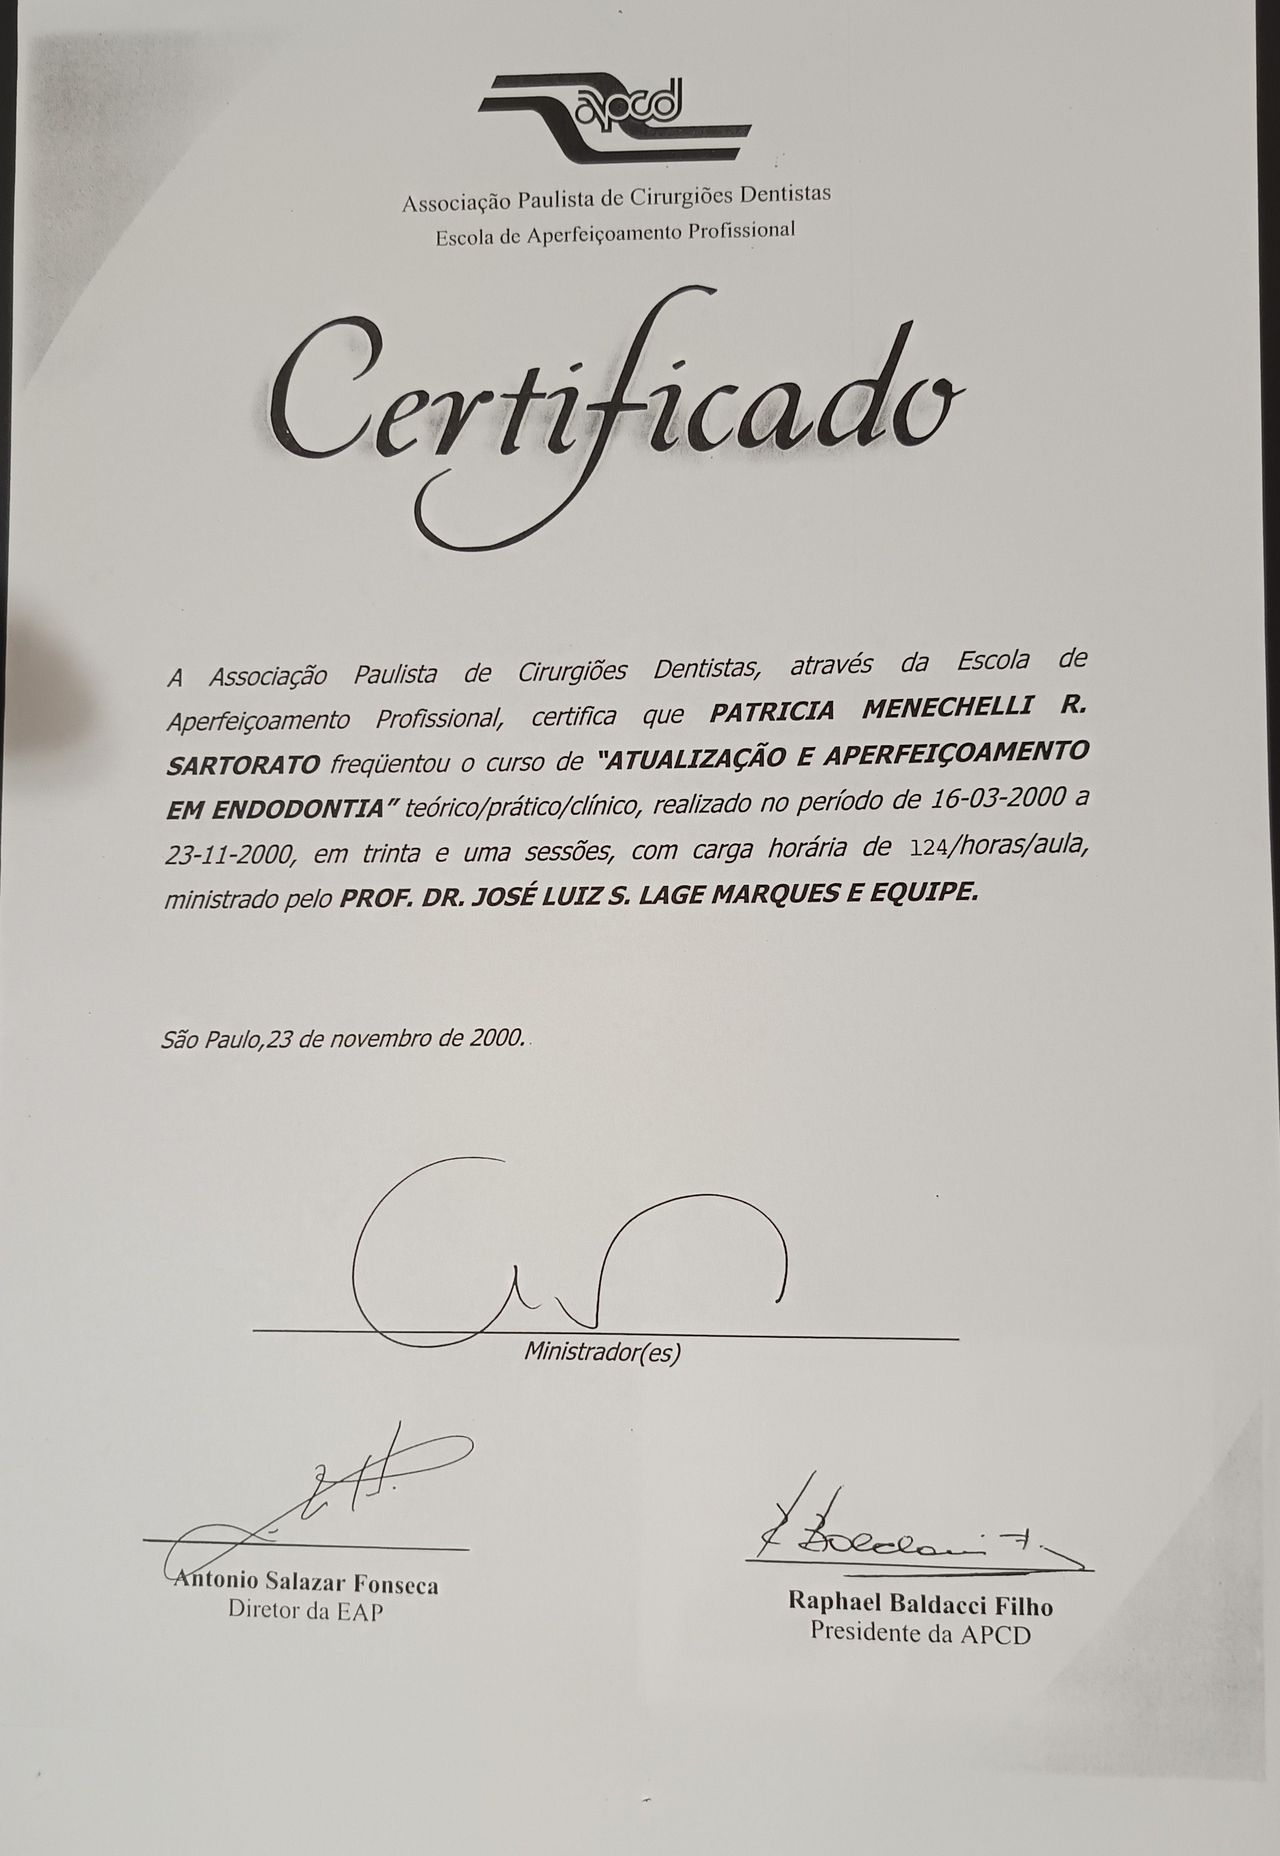 apcd
Associação Paulista de Cirurgiões Dentistas
Escola de Aperfeiçoamento Profissional
Certificado
A Associação Paulista de Cirurgiões Dentistas, através da Escola de
Aperfeiçoamento Profissional, certifica que PATRICIA MENECHELLI R.
SARTORATO freqüentou o curso de "ATUALIZAÇÃO E APERFEIÇOAMENTO
EM ENDODONTIA" teórico/prático/clínico, realizado no período de 16-03-2000 a
23-11-2000, em trinta e uma sessões, com carga horária de 124/horas/aula,
ministrado pelo PROF. DR. JOSÉ LUIZ S. LAGE MARQUES E EQUIPE.
São Paulo,23 de novembro de 2000.
Ministrador(es)
Antonio Salazar Fonseca
Diretor da EAP
Raphael Baldacci Filho
Presidente da APCD